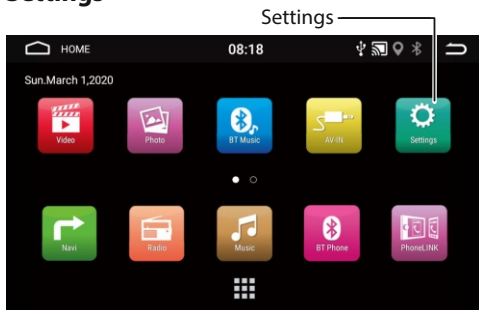 Settings
Settings
HOME 08:18
Sun.March 1,2020
Video Photo BT Music AV-IN Settings
Navi Radio Music BT Phone PhoneLINK